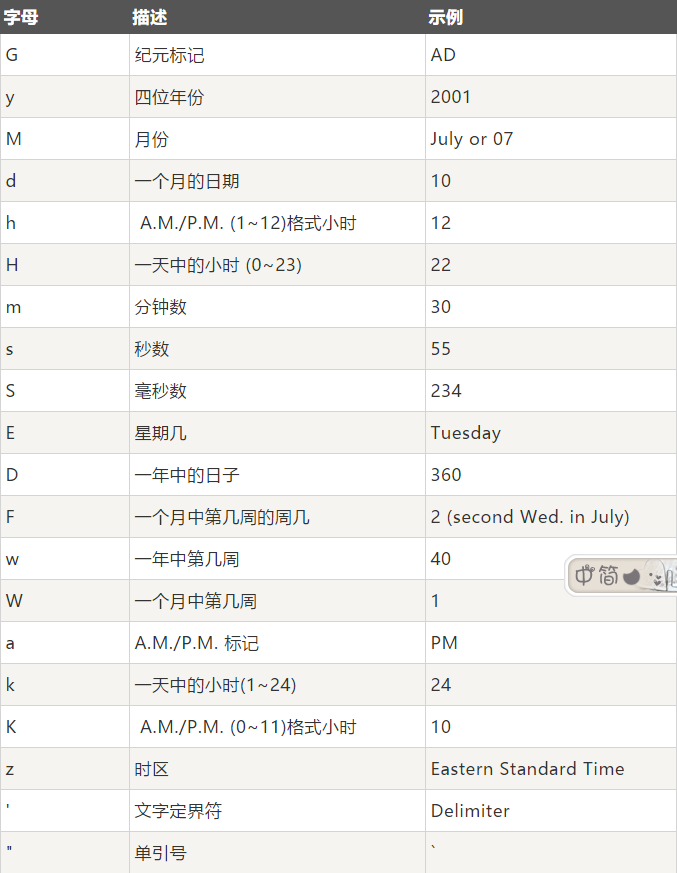 字母 描述 示例
G 纪元标记 AD
y 四位年份 2001
M 月份 July or 07
d 一个月的日期 10
h A.M./P.M. (1~12)格式小时 12
H 一天中的小时 (0~23) 22
m 分钟数 30
s 秒数 55
S 毫秒数 234
E 星期几 Tuesday
D 一年中的日子 360
F 一个月中第几周的周几 2 (second Wed. in July)
w 一年中第几周 40
中 简
W 一个月中第几周 1
a A.M./P.M. 标记 PM
k 一天中的小时(1~24) 24
K A.M./P.M. (0~11)格式小时 10
z 时区 Eastern Standard Time
' 文字定界符 Delimiter
" 单引号 `